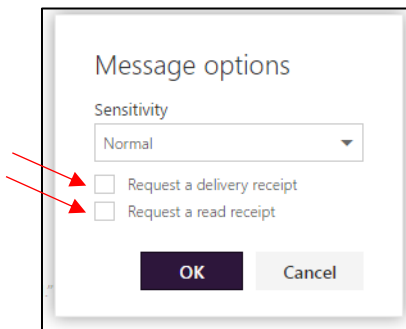 Message options
Sensitivity
Normal
Request a delivery receipt
Request a read receipt
OK Cancel